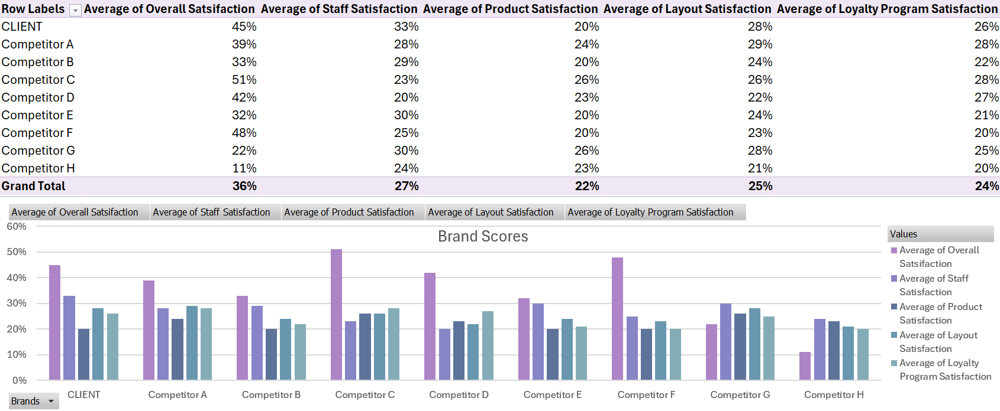 Row Labels Average of Overall Satsifaction Average of Staff Satisfaction Average of Product Satisfaction Average of Layout Satisfaction Average of Loyalty Program Satisfaction
CLIENT 45% 33% 20% 28% 26%
Competitor A 39% 28% 24% 29% 28%
Competitor B 33% 29% 20% 24% 22%
Competitor C 51% 23% 26% 26% 28%
Competitor D 42% 20% 23% 22% 27%
Competitor E 32% 30% 20% 24% 21%
Competitor F 48% 25% 20% 23% 20%
Competitor G 22% 30% 26% 28% 25%
Competitor H 11% 24% 23% 21% 20%
Grand Total 36% 27% 22% 25% 24%
Average of Overall Satsifaction Average of Staff Satisfaction Average of Product Satisfaction Average of Layout Satisfaction Average of Loyalty Program Satisfaction
Brand Scores
60%
50%
40%
30%
20%
10%
0%
CLIENT Competitor A Competitor B Competitor C Competitor D Competitor E Competitor F Competitor G Competitor H
Brands
Values
Average of Overall
Satsifaction
Average of Staff
Satisfaction
Average of Product
Satisfaction
Average of Layout
Satisfaction
Average of Loyalty
Program Satisfaction